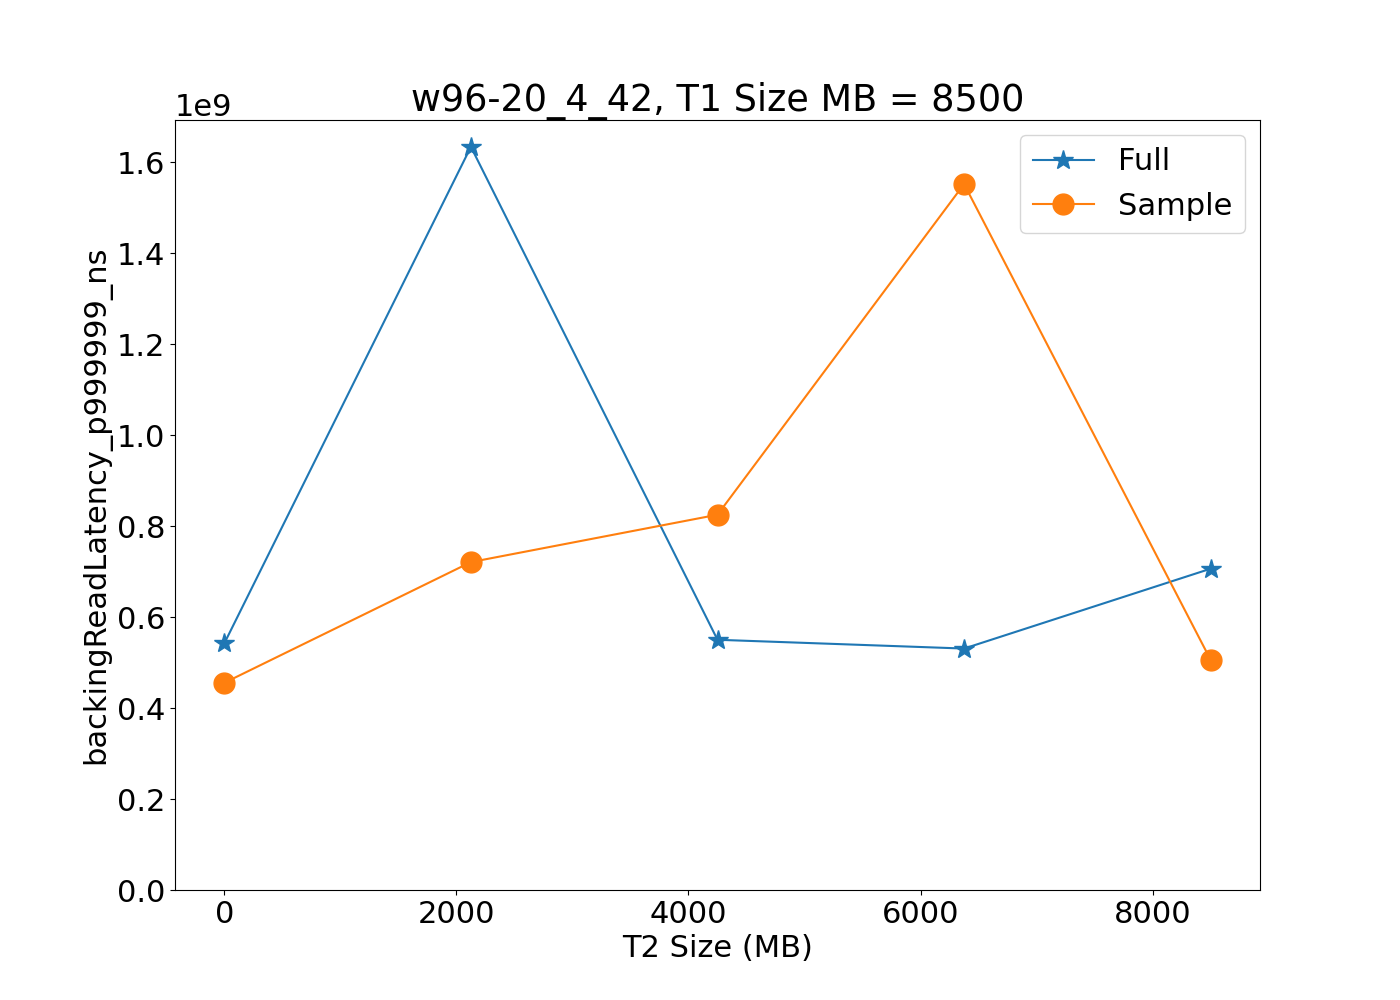 w96-20_4_42, T1 Size MB = 8500
1e9
Full
Sample
1.6
1.4
1.2
1.0
0.8
0.6
0.4
0.2
0.0
backingReadLatency_p999999_ns
0 2000 4000 6000 8000
T2 Size (MB)